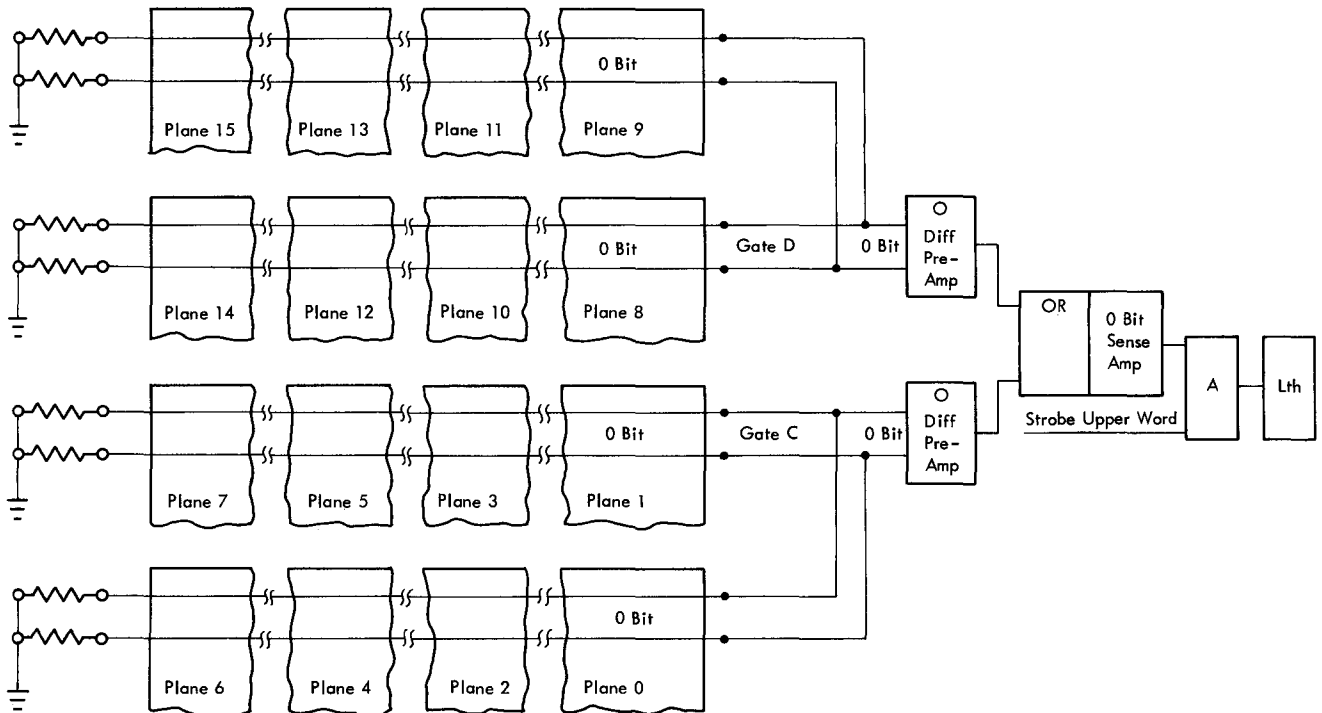 0 Bit
Plane 15
Plane 13
Plane 11
Plane 9
0 Bit
Gate D
0 Bit
Diff
Pre-
Amp
Plane 14
Plane 12
Plane 10
Plane 8
OR
0 Bit
Sense
Amp
A
Lth
Strobe Upper Word
0 Bit
Gate C
0 Bit
Diff
Pre-
Amp
Plane 7
Plane 5
Plane 3
Plane 1
0 Bit
Plane 6
Plane 4
Plane 2
Plane 0